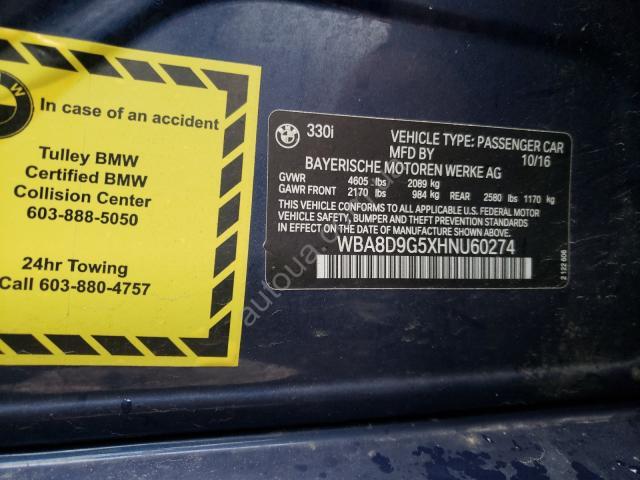 In case of an accident
Tulley BMW
Certified BMW
Collision Center
603-888-5050
24hr Towing
Call 603-880-4757
330i
VEHICLE TYPE: PASSENGER CAR
MFD BY 10/16
BAYERISCHE MOTOREN WERKE AG
GVWR 4605 lbs 2089 kg
GAWR FRONT 2170 lbs 984 kg REAR 2580 lbs 1170 kg
THIS VEHICLE CONFORMS TO ALL APPLICABLE U.S. FEDERAL MOTOR
VEHICLE SAFETY, BUMPER, AND THEFT PREVENTION STANDARDS
IN EFFECT ON THE DATE OF MANUFACTURE SHOWN ABOVE.
WBA8D9G5XHNU60274
2 122 606